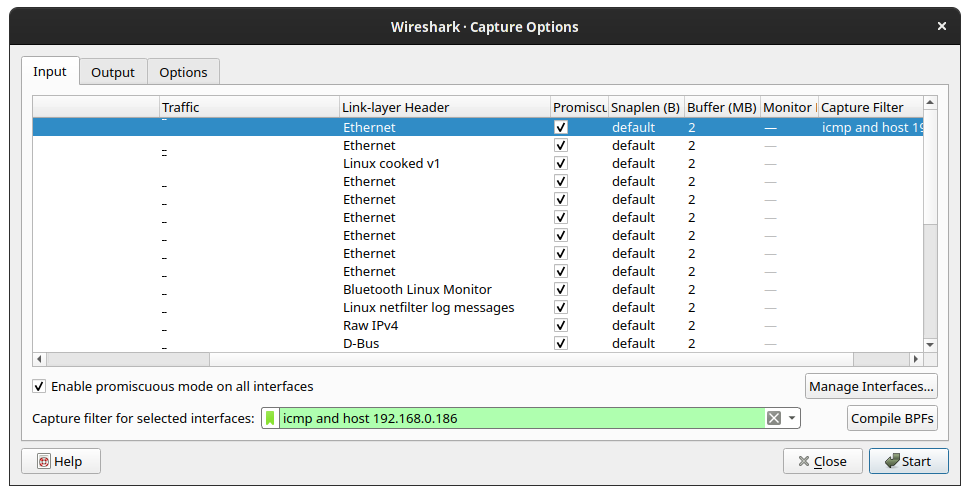 Wireshark · Capture Options
Input Output Options
Traffic Link-layer Header Promiscu Snaplen (B) Buffer (MB) Monitor Capture Filter
Ethernet default 2 — icmp and host 19
Ethernet default 2 —
Linux cooked v1 default 2 —
Ethernet default 2 —
Ethernet default 2 —
Ethernet default 2 —
Ethernet default 2 —
Ethernet default 2 —
Ethernet default 2 —
Bluetooth Linux Monitor default 2 —
Linux netfilter log messages default 2 —
Raw IPv4 default 2 —
D-Bus default 2 —
Enable promiscuous mode on all interfaces Manage Interfaces...
Capture filter for selected interfaces: icmp and host 192.168.0.186 Compile BPFs
Help Close Start